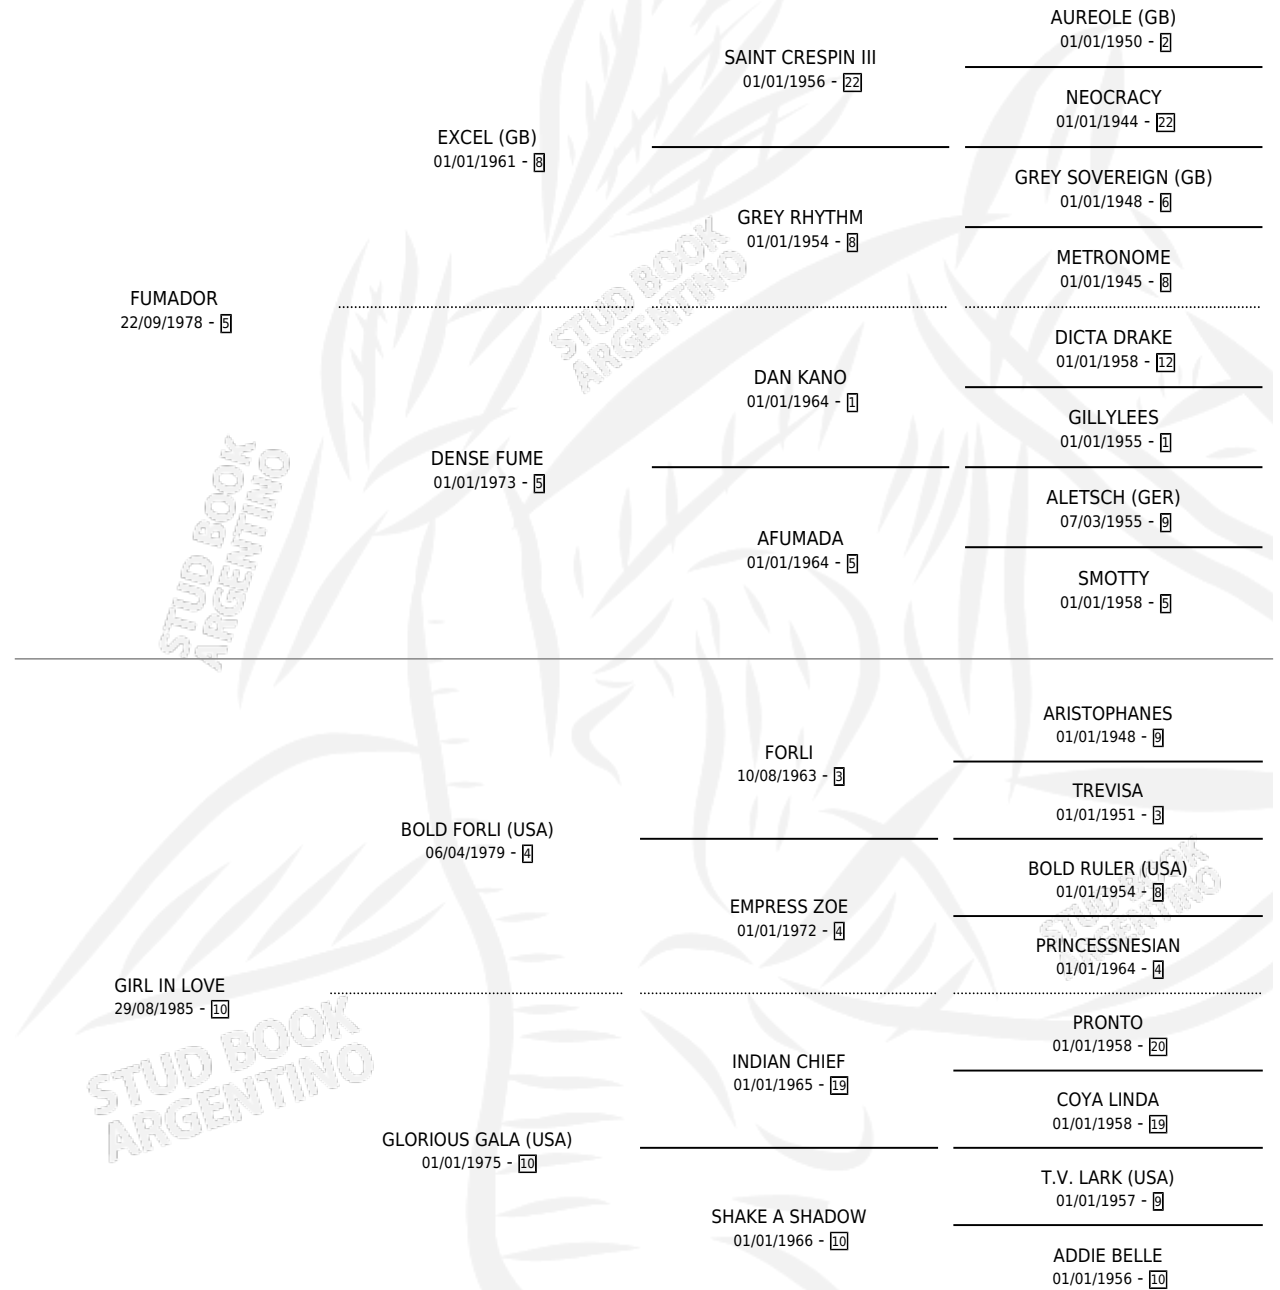 AUREOLE (GB)
01/01/1950 - 2
SAINT CRESPIN III
01/01/1956 - 22
NEOCRACY
01/01/1944 - 22
EXCEL (GB)
01/01/1961 - 8
GREY SOVEREIGN (GB)
01/01/1948 - 6
GREY RHYTHM
01/01/1954 - 8
METRONOME
01/01/1945 - 8
FUMADOR
22/09/1978 - 5
DICTA DRAKE
01/01/1958 - 12
DAN KANO
01/01/1964 - 1
GILLYLEES
01/01/1955 - 1
DENSE FUME
01/01/1973 - 5
ALETSCH (GER)
07/03/1955 - 9
AFUMADA
01/01/1964 - 5
SMOTTY
01/01/1958 - 5
STUD BOOK
ARGENTINO
STUD BOOK
ARGENTINO
ARISTOPHANES
01/01/1948 - 9
FORLI
10/08/1963 - 3
TREVISA
01/01/1951 - 3
BOLD FORLI (USA)
06/04/1979 - 4
BOLD RULER (USA)
01/01/1954 - 8
EMPRESS ZOE
01/01/1972 - 4
PRINCESSNESIAN
01/01/1964 - 4
GIRL IN LOVE
29/08/1985 - 10
PRONTO
01/01/1958 - 20
INDIAN CHIEF
01/01/1965 - 19
COYA LINDA
01/01/1958 - 19
GLORIOUS GALA (USA)
01/01/1975 - 10
T.V. LARK (USA)
01/01/1957 - 9
SHAKE A SHADOW
01/01/1966 - 10
ADDIE BELLE
01/01/1956 - 10
STUD BOOK
ARGENTINO
STUD BOOK
ARGENTINO